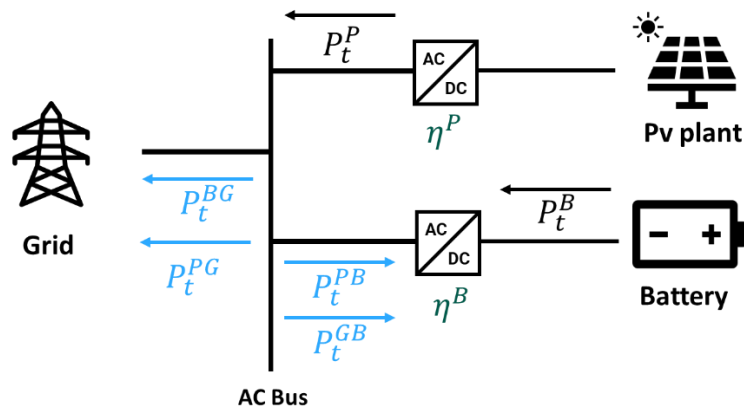 P_t^P
AC
DC
η^P
Pv plant
P_t^{BG}
Grid
P_t^{PG}
P_t^B
AC
DC
η^B
P_t^{PB}
P_t^{GB}
− +
Battery
AC Bus